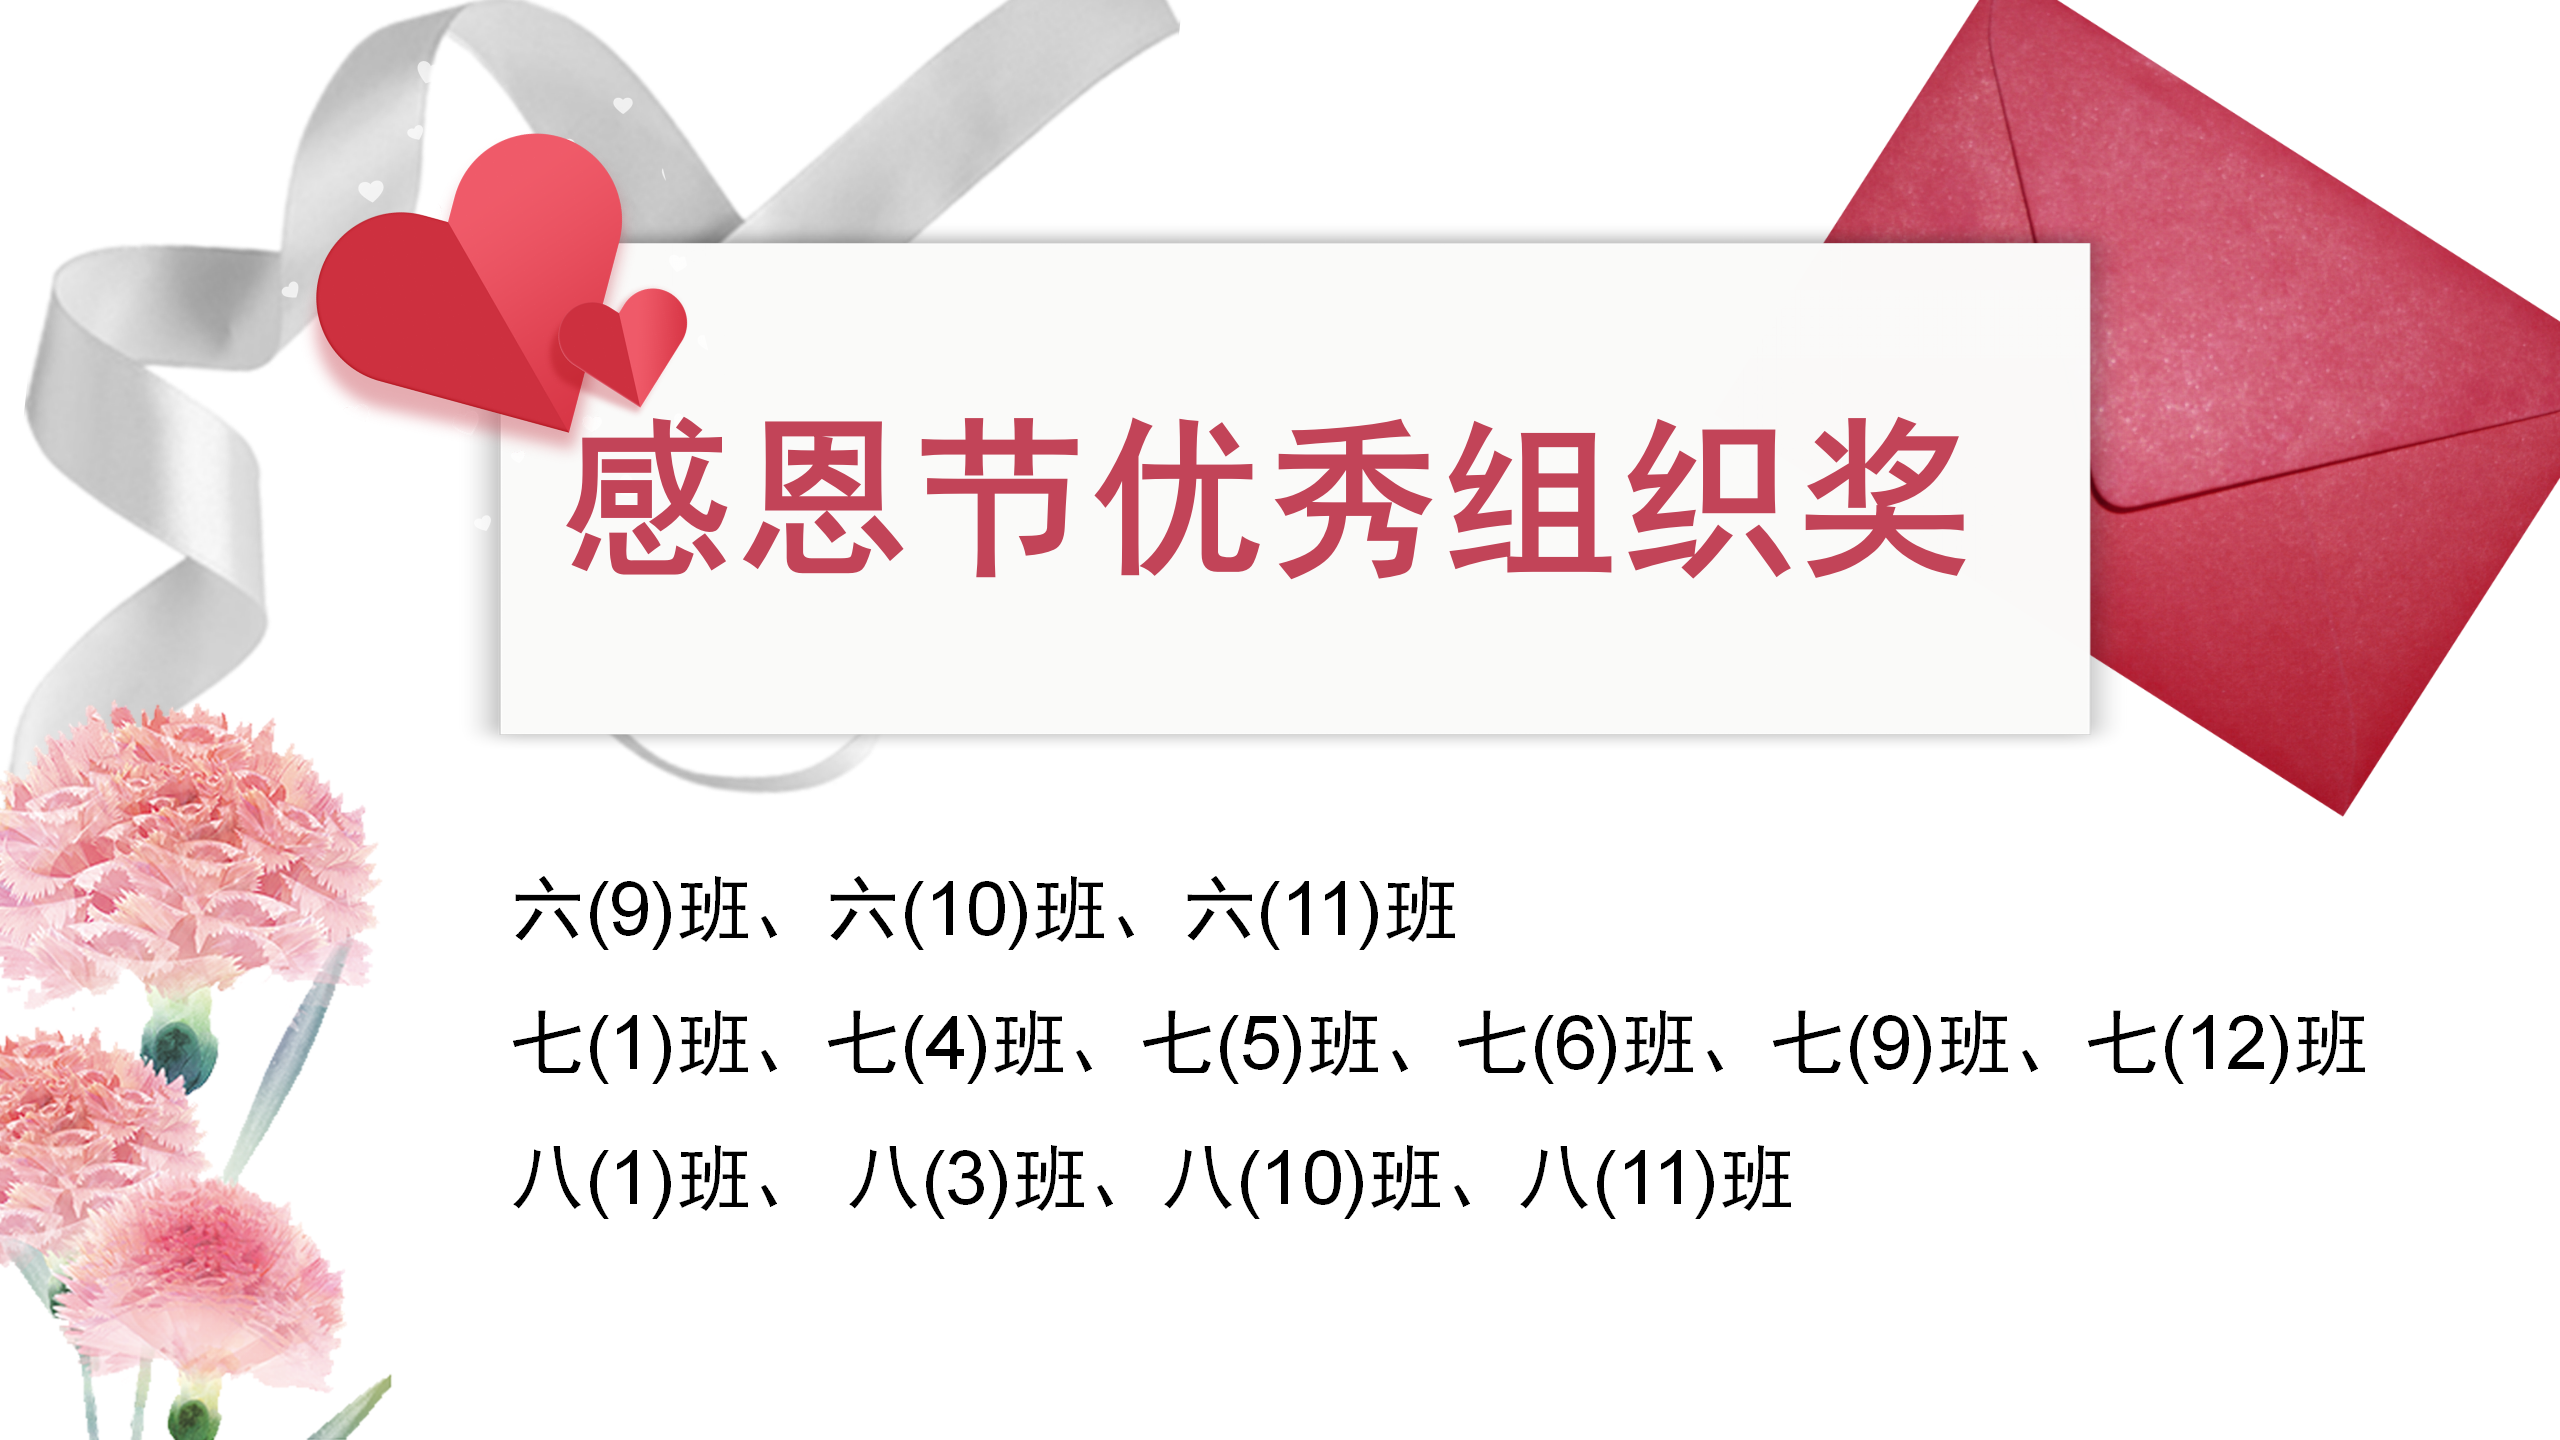 感恩节优秀组织奖
六(9)班、六(10)班、六(11)班
七(1)班、七(4)班、七(5)班、七(6)班、七(9)班、七(12)班
八(1)班、 八(3)班、八(10)班、八(11)班